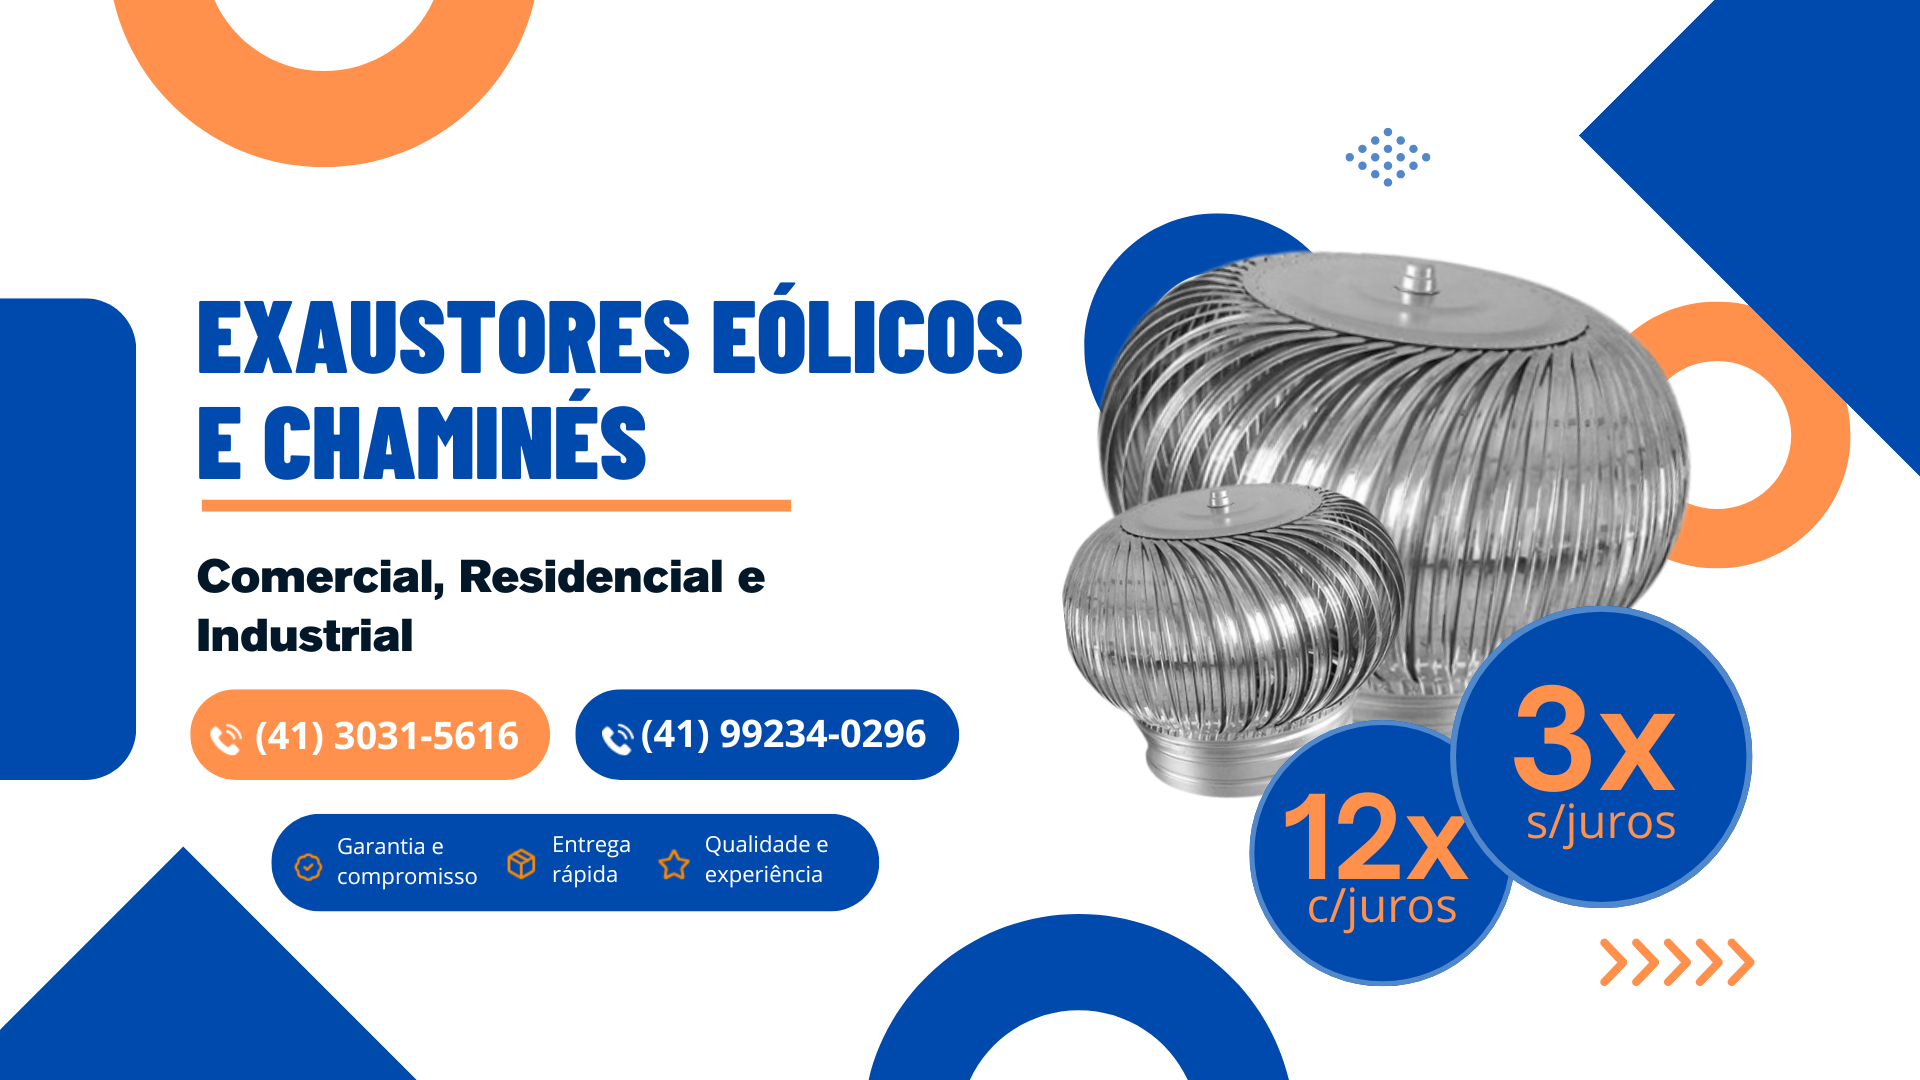 EXAUSTORES EÓLICOS
E CHAMINÉS
Comercial, Residencial e
Industrial
(41) 3031-5616
(41) 99234-0296
Garantia e
compromisso
Entrega
rápida
Qualidade e
experiência
3x
s/juros
12x
c/juros